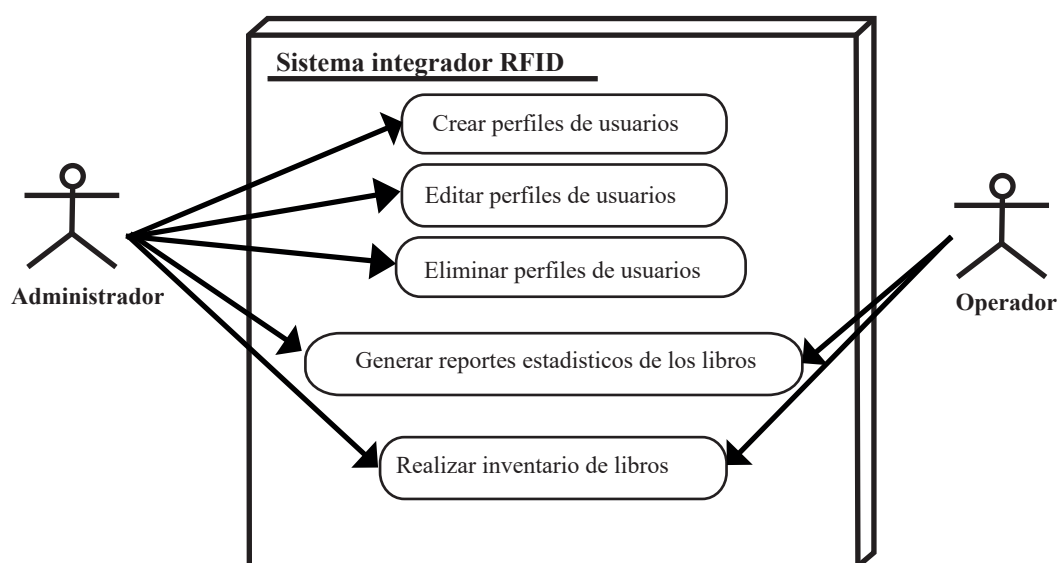 Sistema integrador RFID
Crear perfiles de usuarios
Editar perfiles de usuarios
Eliminar perfiles de usuarios
Administrador
Operador
Generar reportes estadisticos de los libros
Realizar inventario de libros